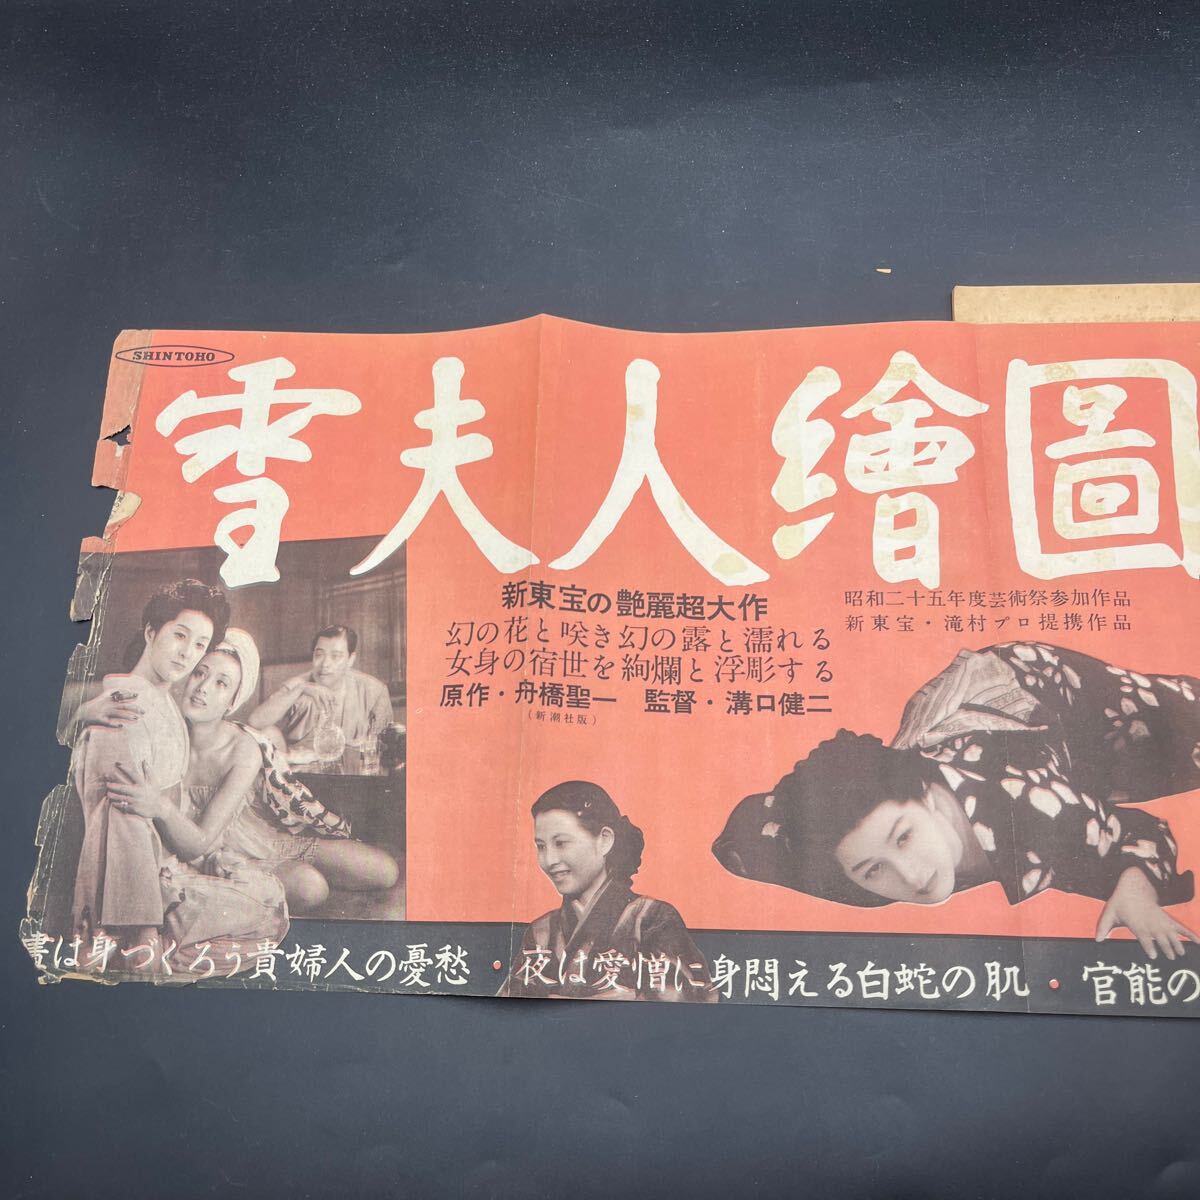 SHINTOHO
雪夫人繪圖
新東宝の艶麗超大作
幻の花と咲き幻の露と濡れる
女身の宿世を絢爛と浮彫する
原作・舟橋聖一 監督・溝口健二
(新潮社版)
昭和二十五年度芸術祭参加作品
新東宝・滝村プロ提携作品
晝は身づくろう貴婦人の憂愁・夜は愛憎に身悶える白蛇の肌・官能の